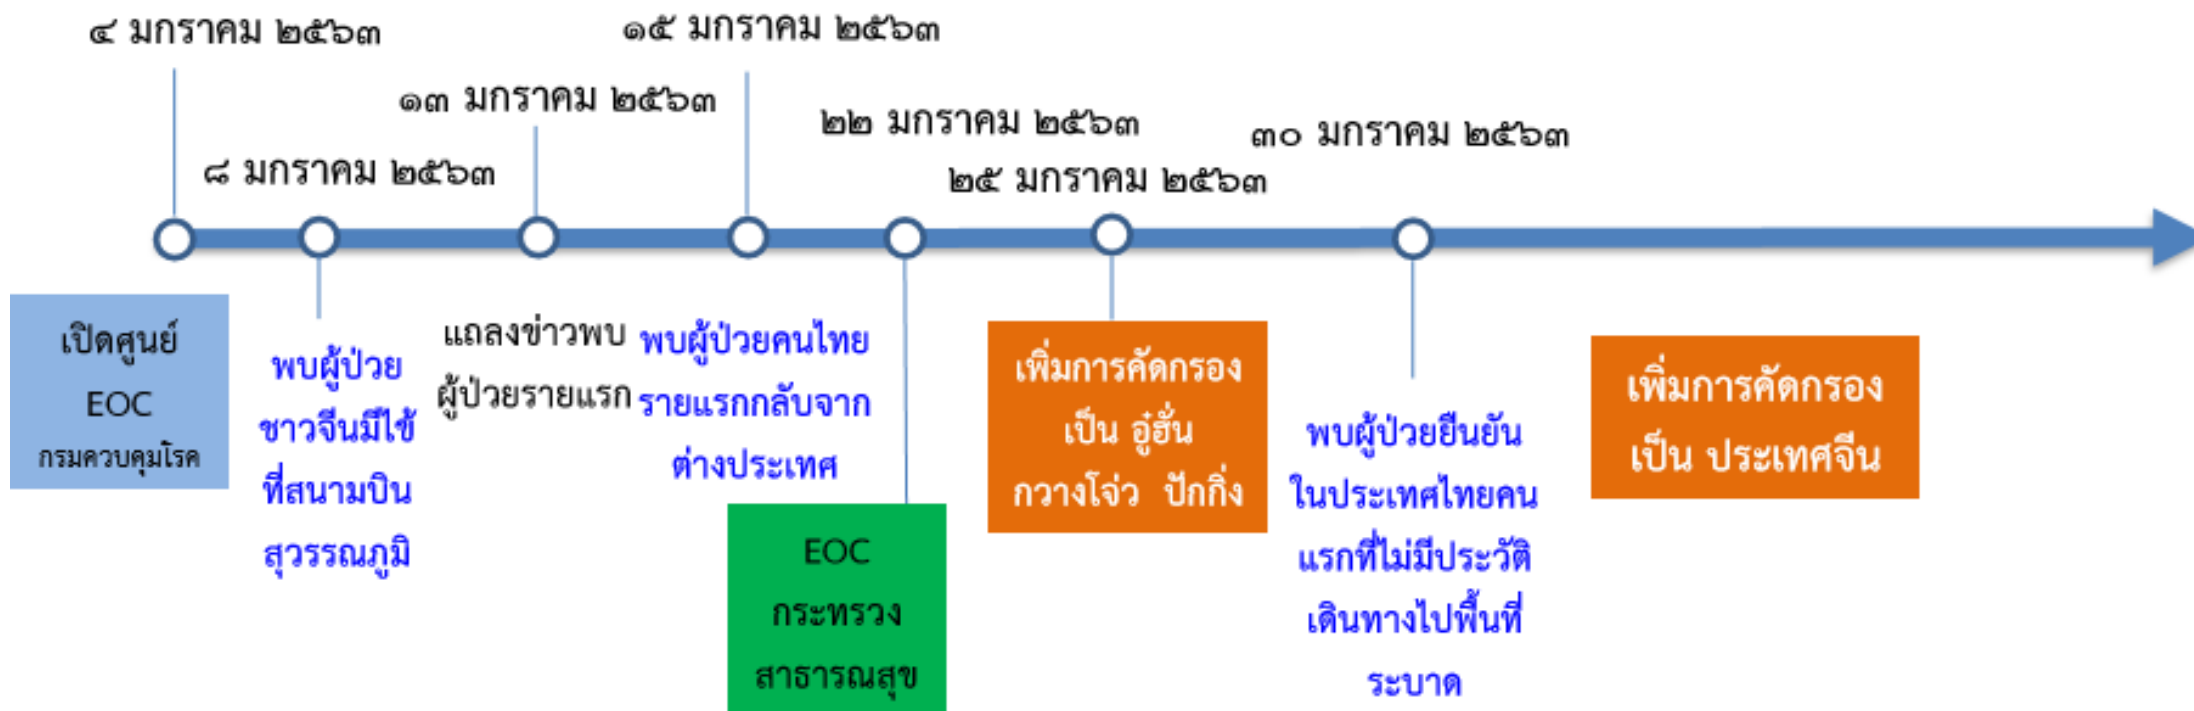 ๔ มกราคม ๒๕๖๓
๑๕ มกราคม ๒๕๖๓
๑๓ มกราคม ๒๕๖๓
๒๒ มกราคม ๒๕๖๓
๓๐ มกราคม ๒๕๖๓
๘ มกราคม ๒๕๖๓
๒๕ มกราคม ๒๕๖๓
เปิดศูนย์
EOC
กรมควบคุมโรค
พบผู้ป่วย
ชาวจีนมีไข้
ที่สนามบิน
สุวรรณภูมิ
แถลงข่าวพบ
ผู้ป่วยรายแรก
พบผู้ป่วยคนไทย
รายแรกกลับจาก
ต่างประเทศ
EOC
กระทรวง
สาธารณสุข
เพิ่มการคัดกรอง
เป็น อู่ฮั่น
กวางโจ่ว ปักกิ่ง
พบผู้ป่วยยืนยัน
ในประเทศไทยคน
แรกที่ไม่มีประวัติ
เดินทางไปพื้นที่
ระบาด
เพิ่มการคัดกรอง
เป็น ประเทศจีน